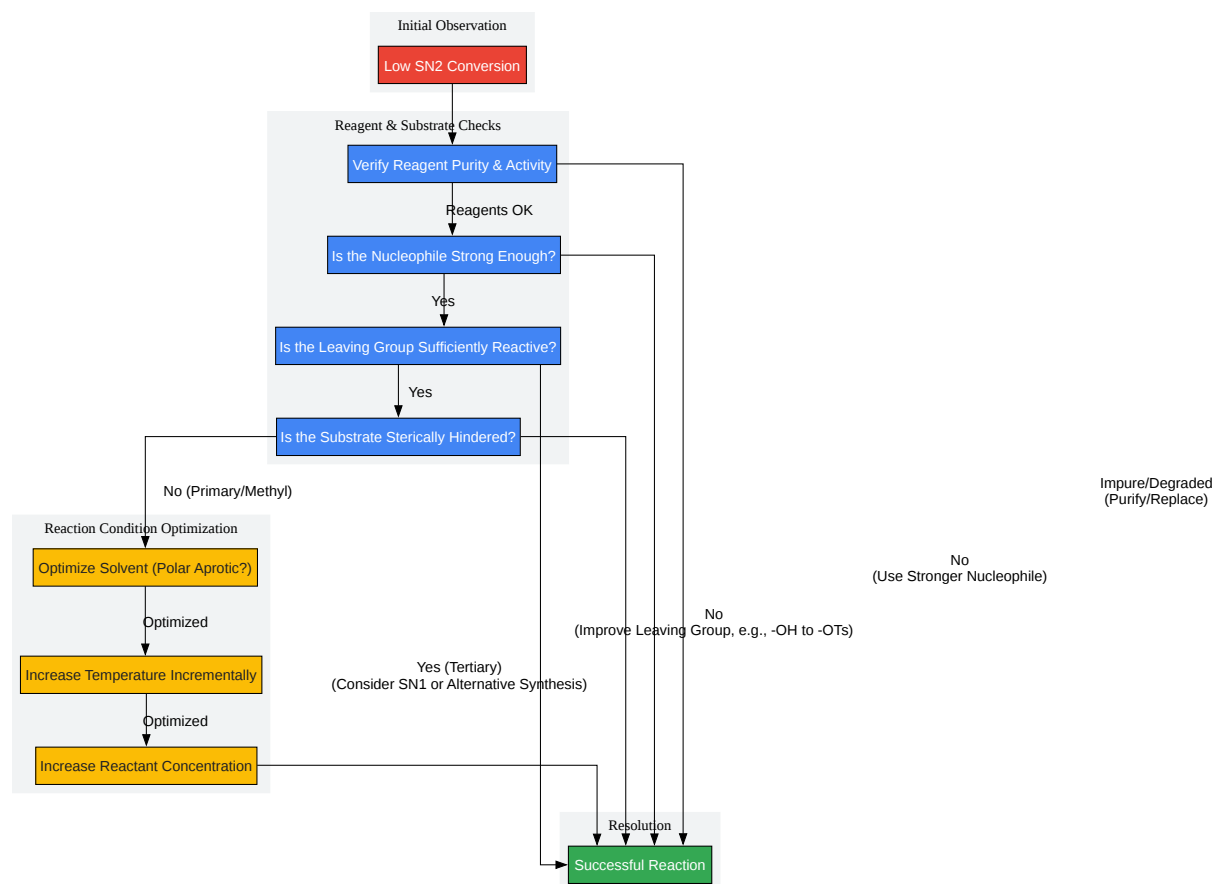 Initial Observation
Low SN2 Conversion
Reagent & Substrate Checks
Verify Reagent Purity & Activity
Reagents OK
Is the Nucleophile Strong Enough?
Yes
Is the Leaving Group Sufficiently Reactive?
Yes
Is the Substrate Sterically Hindered?
No (Primary/Methyl)
Impure/Degraded
(Purify/Replace)
Reaction Condition Optimization
Optimize Solvent (Polar Aprotic?)
No
(Use Stronger Nucleophile)
Optimized
No
(Improve Leaving Group, e.g., -OH to -OTs)
Increase Temperature Incrementally
Yes (Tertiary)
(Consider SN1 or Alternative Synthesis)
Optimized
Increase Reactant Concentration
Resolution
Successful Reaction